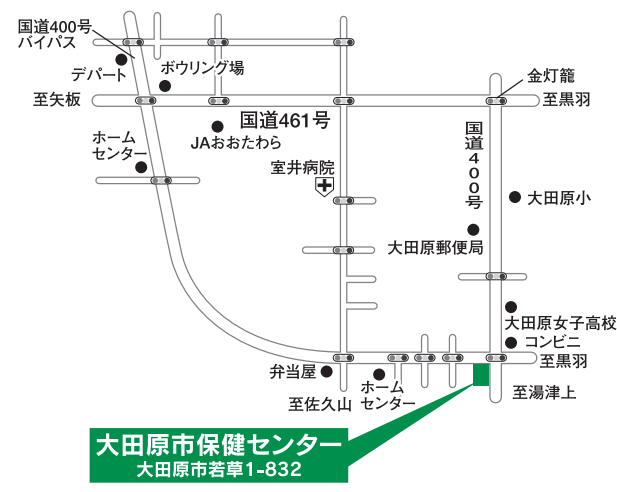 国道400号
バイパス
デパート
ボウリング場
金灯籠
至矢板
至黒羽
国道461号
JAおおたわら
ホーム
センター
室井病院
国道400号
大田原小
大田原郵便局
大田原女子高校
コンビニ
至黒羽
弁当屋
ホーム
センター
至佐久山
至湯津上
大田原市保健センター
大田原市若草1-832